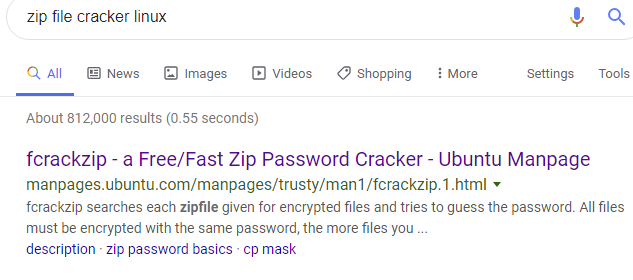 zip file cracker linux
All News Images Videos Shopping More Settings Tools
About 812,000 results (0.55 seconds)
fcrackzip - a Free/Fast Zip Password Cracker - Ubuntu Manpage
manpages.ubuntu.com/manpages/trusty/man1/fcrackzip.1.html
fcrackzip searches each zipfile given for encrypted files and tries to guess the password. All files
must be encrypted with the same password, the more files you ...
description · zip password basics · cp mask